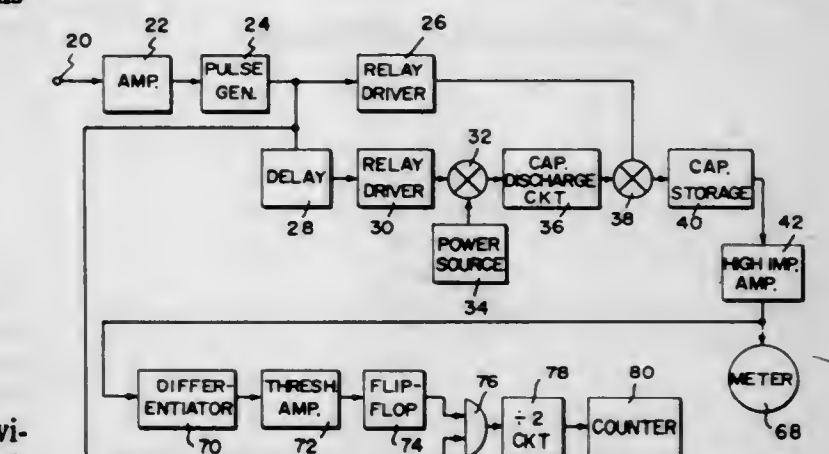 20
22
24
26
AMP.
PULSE
GEN.
RELAY
DRIVER
DELAY
28
RELAY
DRIVER
30
32
POWER
SOURCE
34
CAP.
DISCHARGE
CKT.
36
38
CAP.
STORAGE
40
42
HIGH IMP.
AMP.
METER
68
DIFFER-
ENTIATOR
70
THRESH.
AMP.
72
FLIP-
FLOP
74
76
78
÷2
CKT
80
COUNTER
vi-